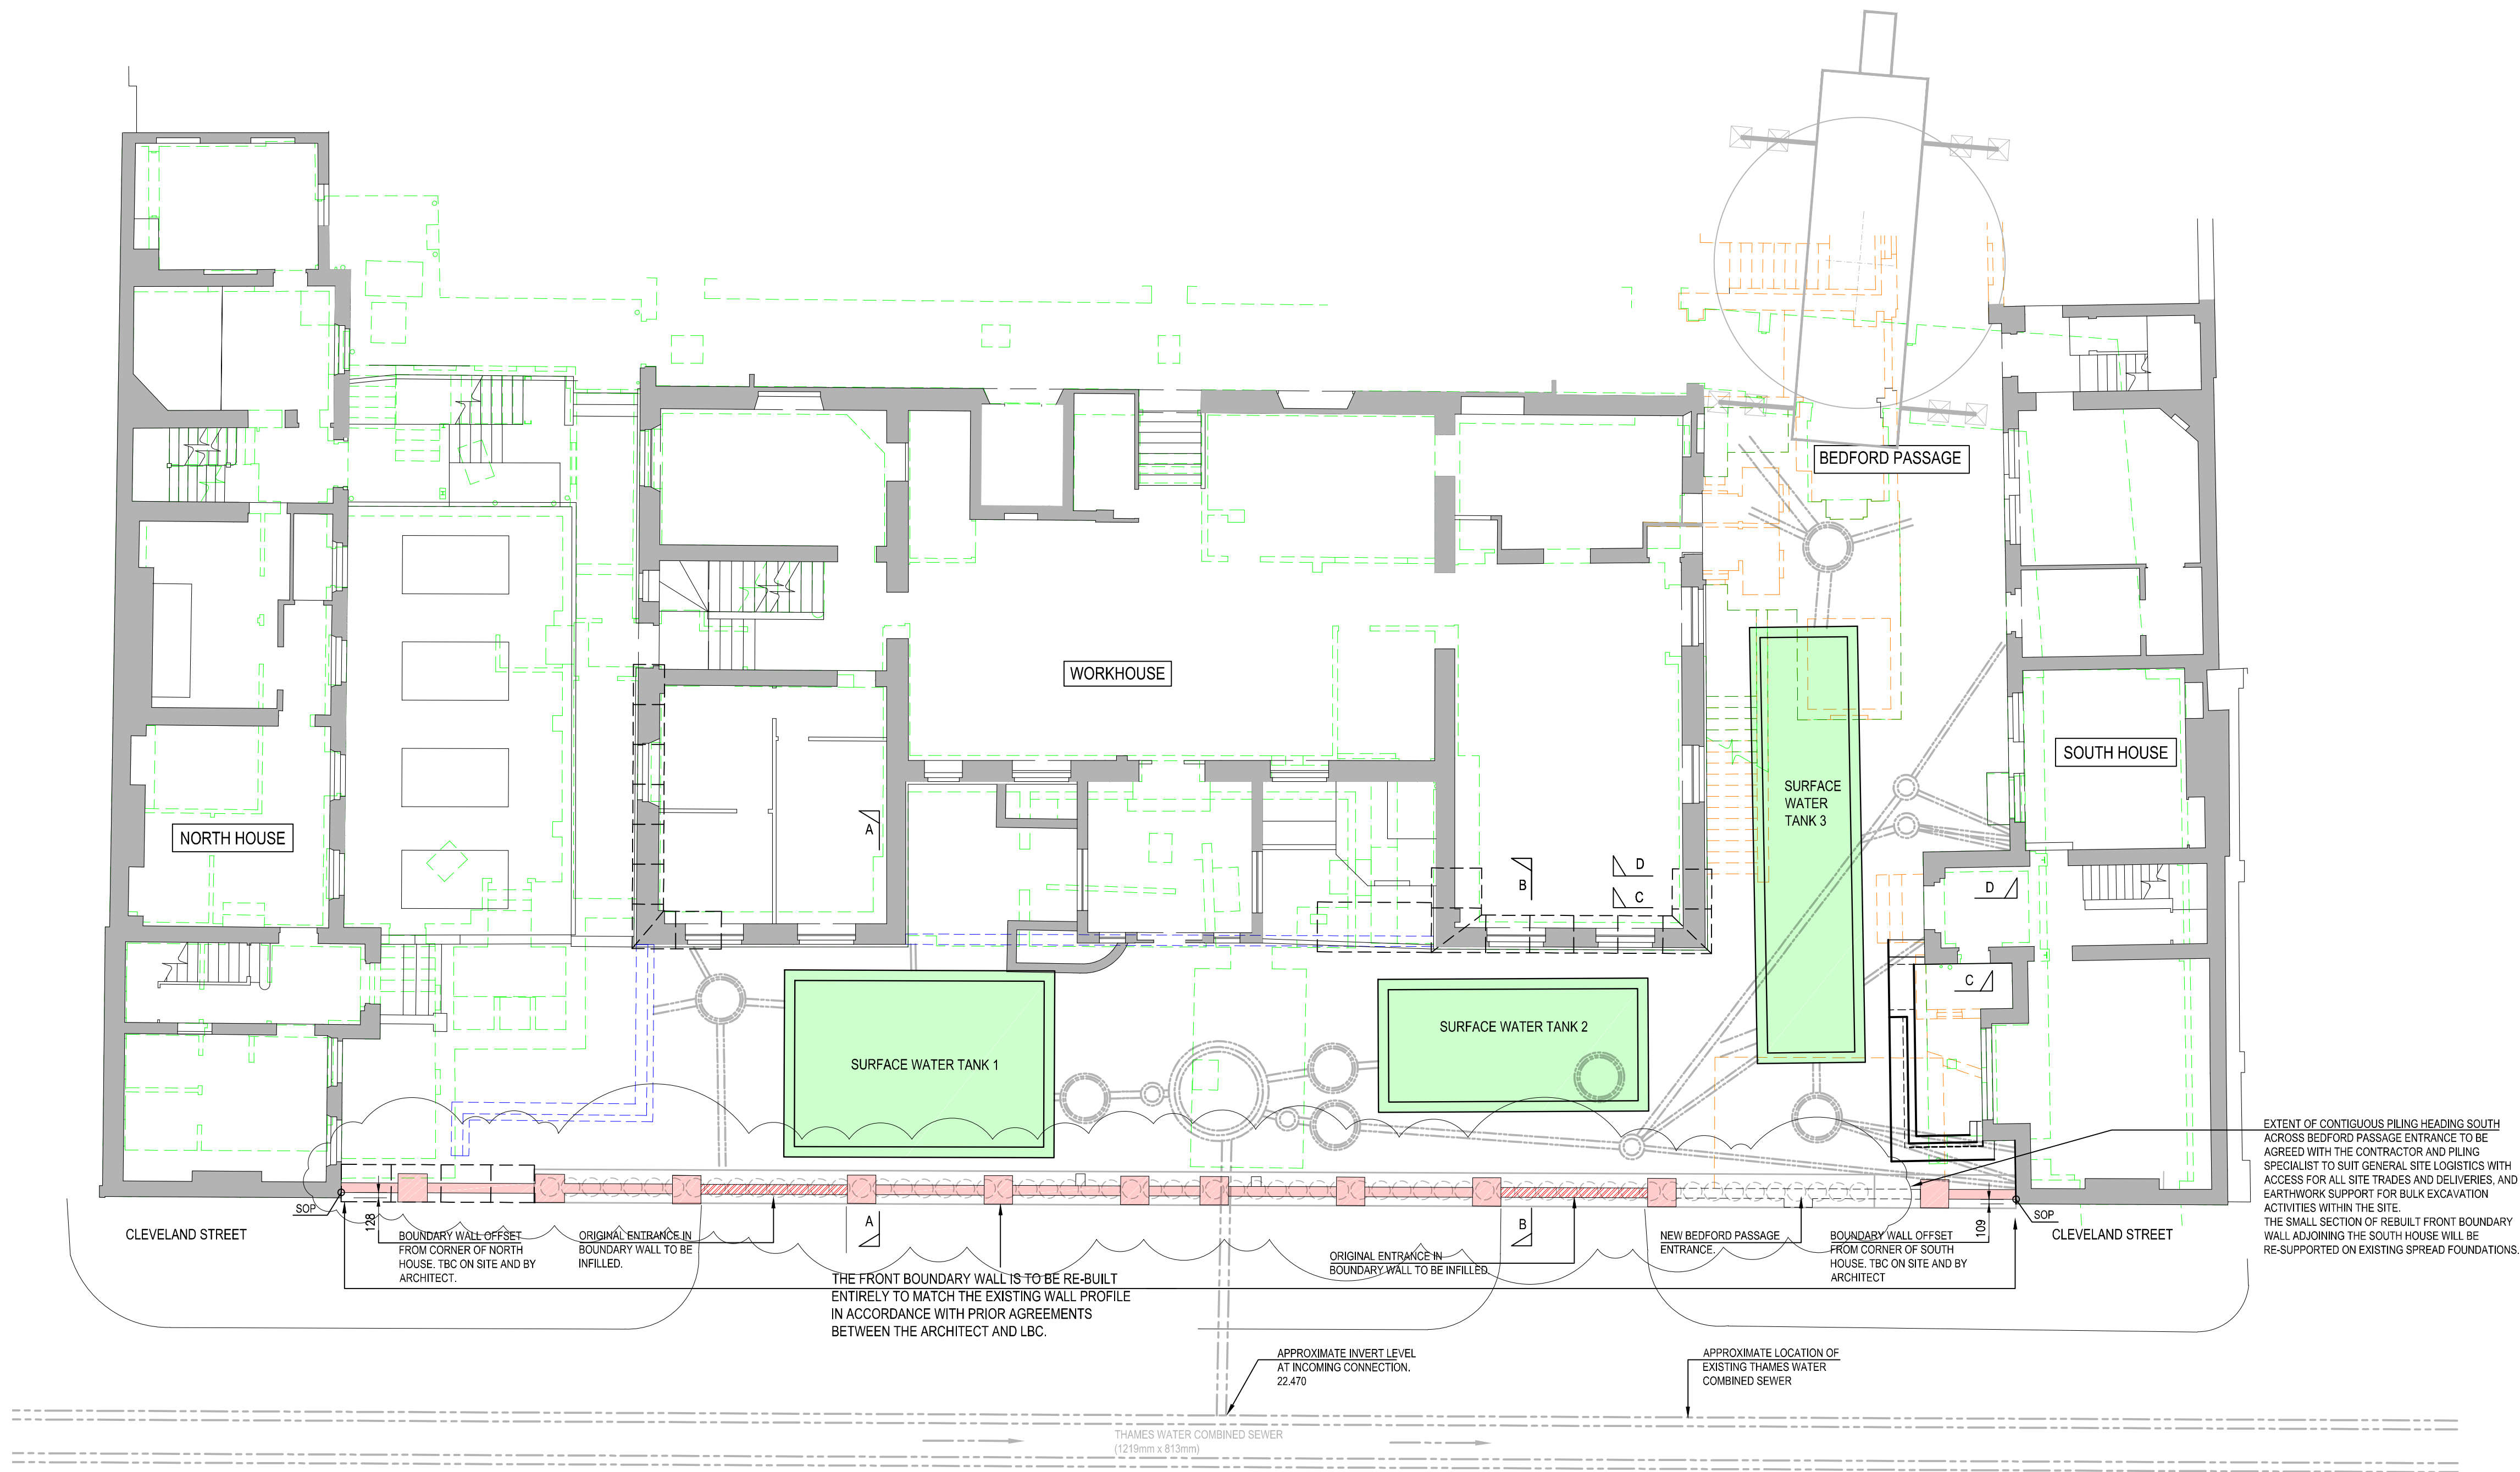 BEDFORD PASSAGE
WORKHOUSE
SOUTH HOUSE
SURFACE
WATER
TANK 3
NORTH HOUSE
A
B
D
C
D
C
SURFACE WATER TANK 2
SURFACE WATER TANK 1
EXTENT OF CONTIGUOUS PILING HEADING SOUTH
ACROSS BEDFORD PASSAGE ENTRANCE TO BE
AGREED WITH THE CONTRACTOR AND PILING
SPECIALIST TO SUIT GENERAL SITE LOGISTICS WITH
ACCESS FOR ALL SITE TRADES AND DELIVERIES, AND
EARTHWORK SUPPORT FOR BULK EXCAVATION
ACTIVITIES WITHIN THE SITE.
THE SMALL SECTION OF REBUILT FRONT BOUNDARY
WALL ADJOINING THE SOUTH HOUSE WILL BE
RE-SUPPORTED ON EXISTING SPREAD FOUNDATIONS.
SOP
128
CLEVELAND STREET
BOUNDARY WALL OFFSET
FROM CORNER OF NORTH
HOUSE. TBC ON SITE AND BY
ARCHITECT.
ORIGINAL ENTRANCE IN
BOUNDARY WALL TO BE
INFILLED.
A
B
ORIGINAL ENTRANCE IN
BOUNDARY WALL TO BE INFILLED
NEW BEDFORD PASSAGE
ENTRANCE.
BOUNDARY WALL OFFSET
FROM CORNER OF SOUTH
HOUSE. TBC ON SITE AND BY
ARCHITECT
109
SOP
CLEVELAND STREET
THE FRONT BOUNDARY WALL IS TO BE RE-BUILT
ENTIRELY TO MATCH THE EXISTING WALL PROFILE
IN ACCORDANCE WITH PRIOR AGREEMENTS
BETWEEN THE ARCHITECT AND LBC.
APPROXIMATE INVERT LEVEL
AT INCOMING CONNECTION.
22.470
APPROXIMATE LOCATION OF
EXISTING THAMES WATER
COMBINED SEWER
THAMES WATER COMBINED SEWER
(1219mm x 813mm)